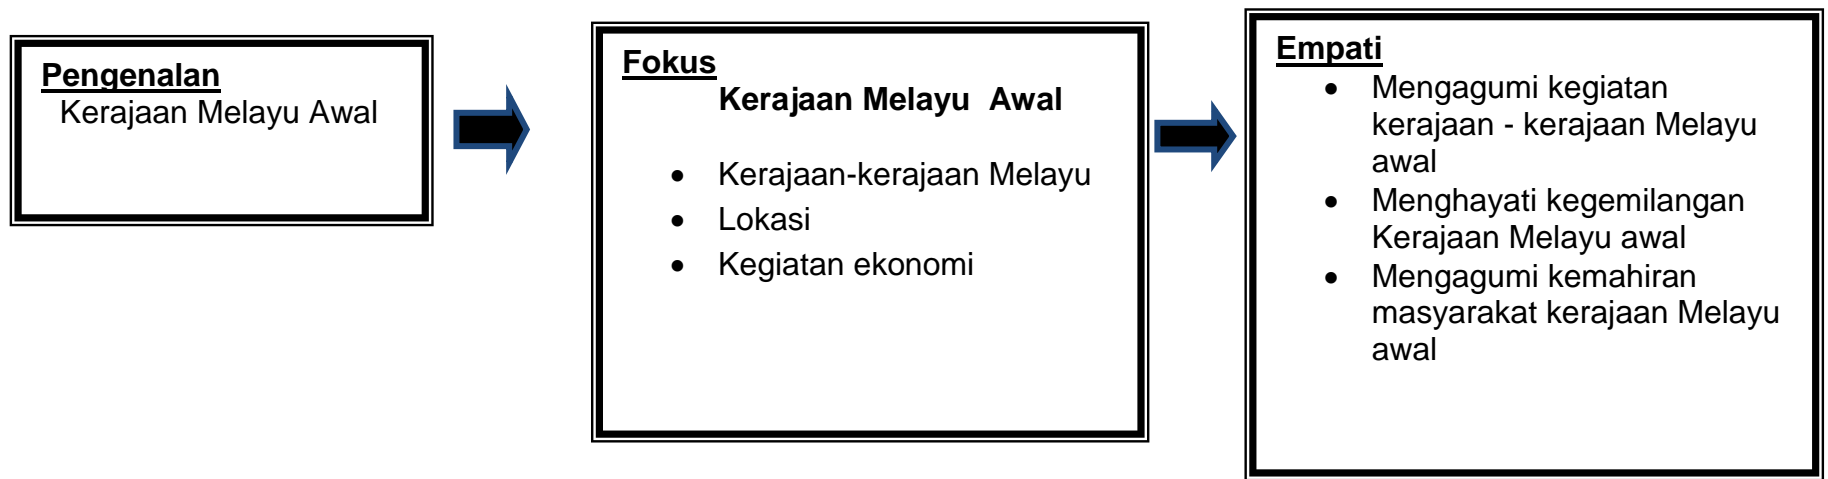 Pengenalan
Kerajaan Melayu Awal
Fokus
Kerajaan Melayu Awal
• Kerajaan-kerajaan Melayu
• Lokasi
• Kegiatan ekonomi
Empati
• Mengagumi kegiatan
kerajaan - kerajaan Melayu
awal
• Menghayati kegemilangan
Kerajaan Melayu awal
• Mengagumi kemahiran
masyarakat kerajaan Melayu
awal